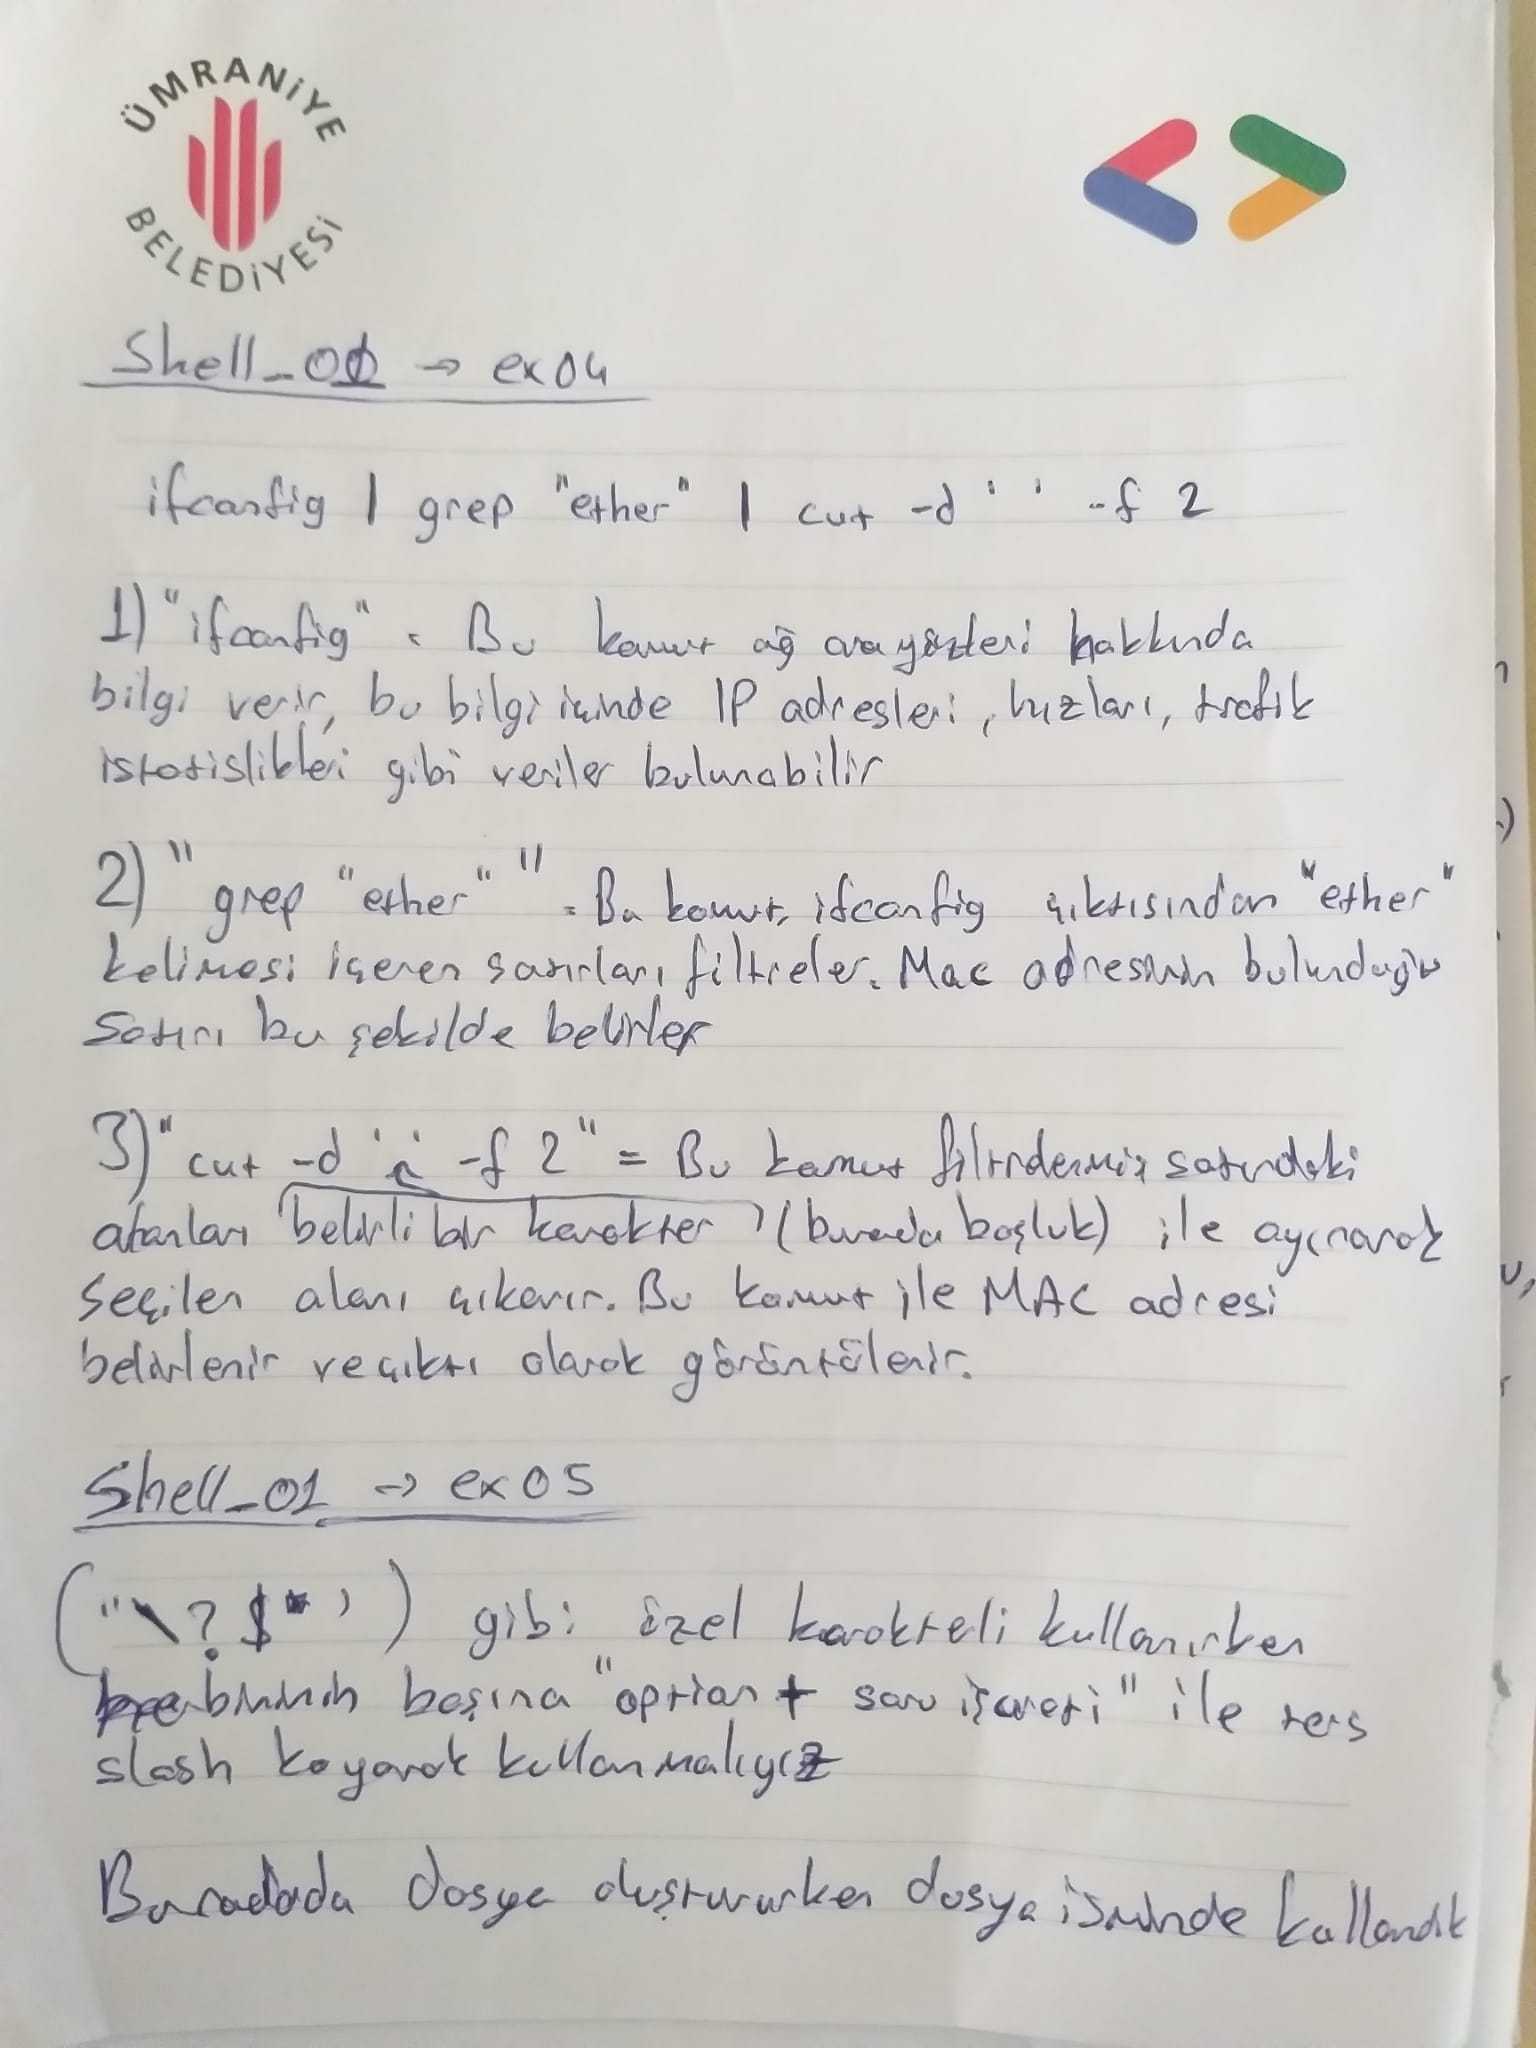 ÜMRANİYE
BELEDİYESİ
Shell_01 → ex04
ifconfig | grep "ether" | cut -d ' ' -f 2
1) "ifconfig" = Bu komut ağ arayüzleri hakkında
bilgi verir, bu bilgi içinde IP adresleri, hızları, trafik
istatislikleri gibi veriler bulunabilir
2) "grep "ether" " = Bu komut, ifconfig çıktısından "ether"
kelimesi içeren satırları filtreler. Mac adresinin bulunduğu
satırı bu şekilde belirler
3) "cut -d ' ' -f 2" = Bu komut satırdaki
alanları belirli bir karakter (burada boşluk) ile ayırarak
seçilen alanı çıkarır. Bu komut ile MAC adresi
belirlenir ve çıktı olarak görüntülenir.
Shell_01 → ex05
("\?$*') gibi özel karakteli kullanırken
birinin başına "option + soru işareti" ile ters
slash koyarak kullanmalıyız
Buradada dosya oluştururken dosya isminde kullandık